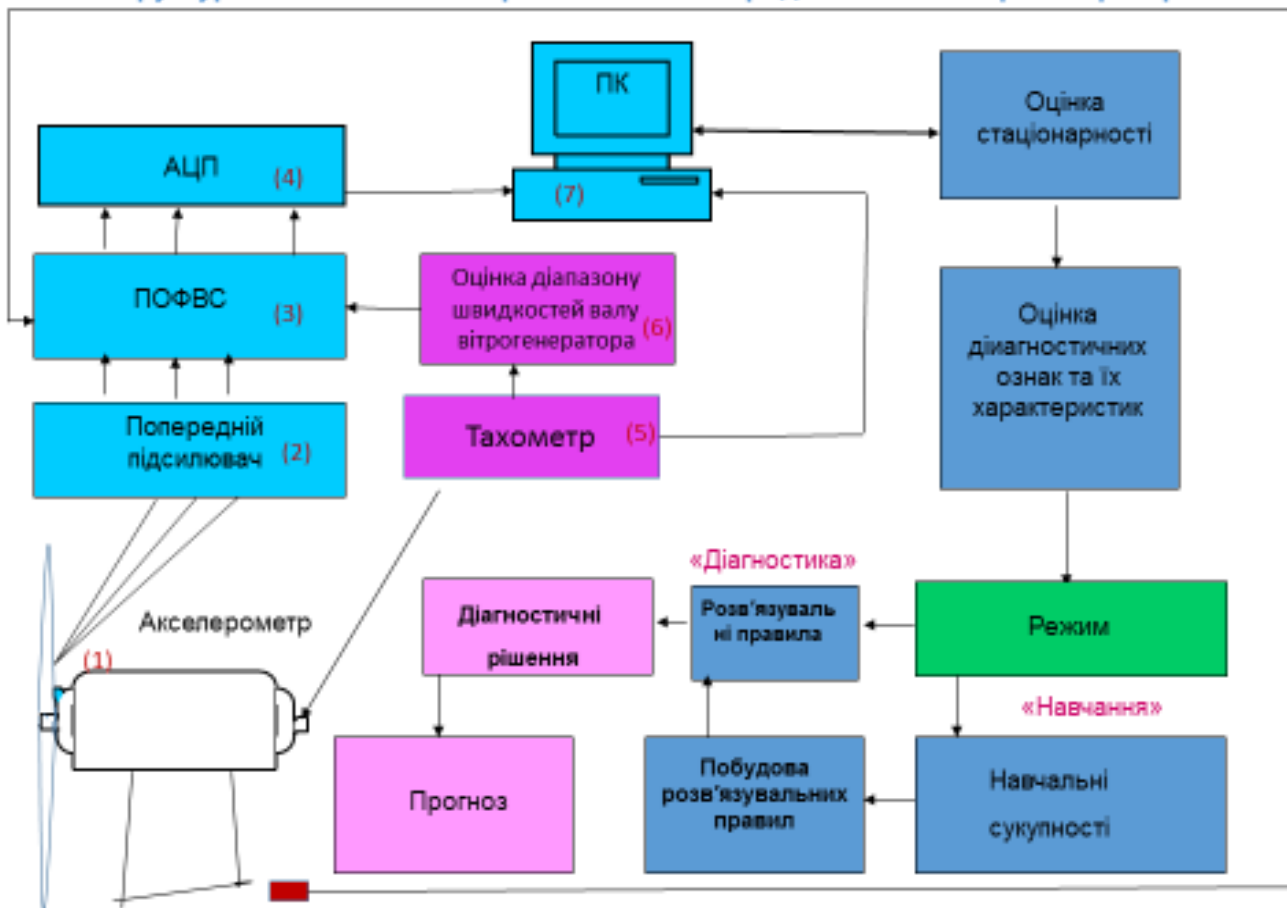 ПК
Оцінка
стаціонарності
АЦП
(4)
(7)
ПОФВС
(3)
Оцінка діапазону
швидкостей валу
вітрогенератора
(6)
Оцінка
діиагностичних
ознак та їх
характеристик
Попередній
підсилювач
(2)
Тахометр
(5)
Акселерометр
(1)
«Діагностика»
Діагностичні
рішення
Розв'язуваль
ні правила
Режим
«Навчання»
Прогноз
Побудова
розв'язувальних
правил
Навчальні
сукупності